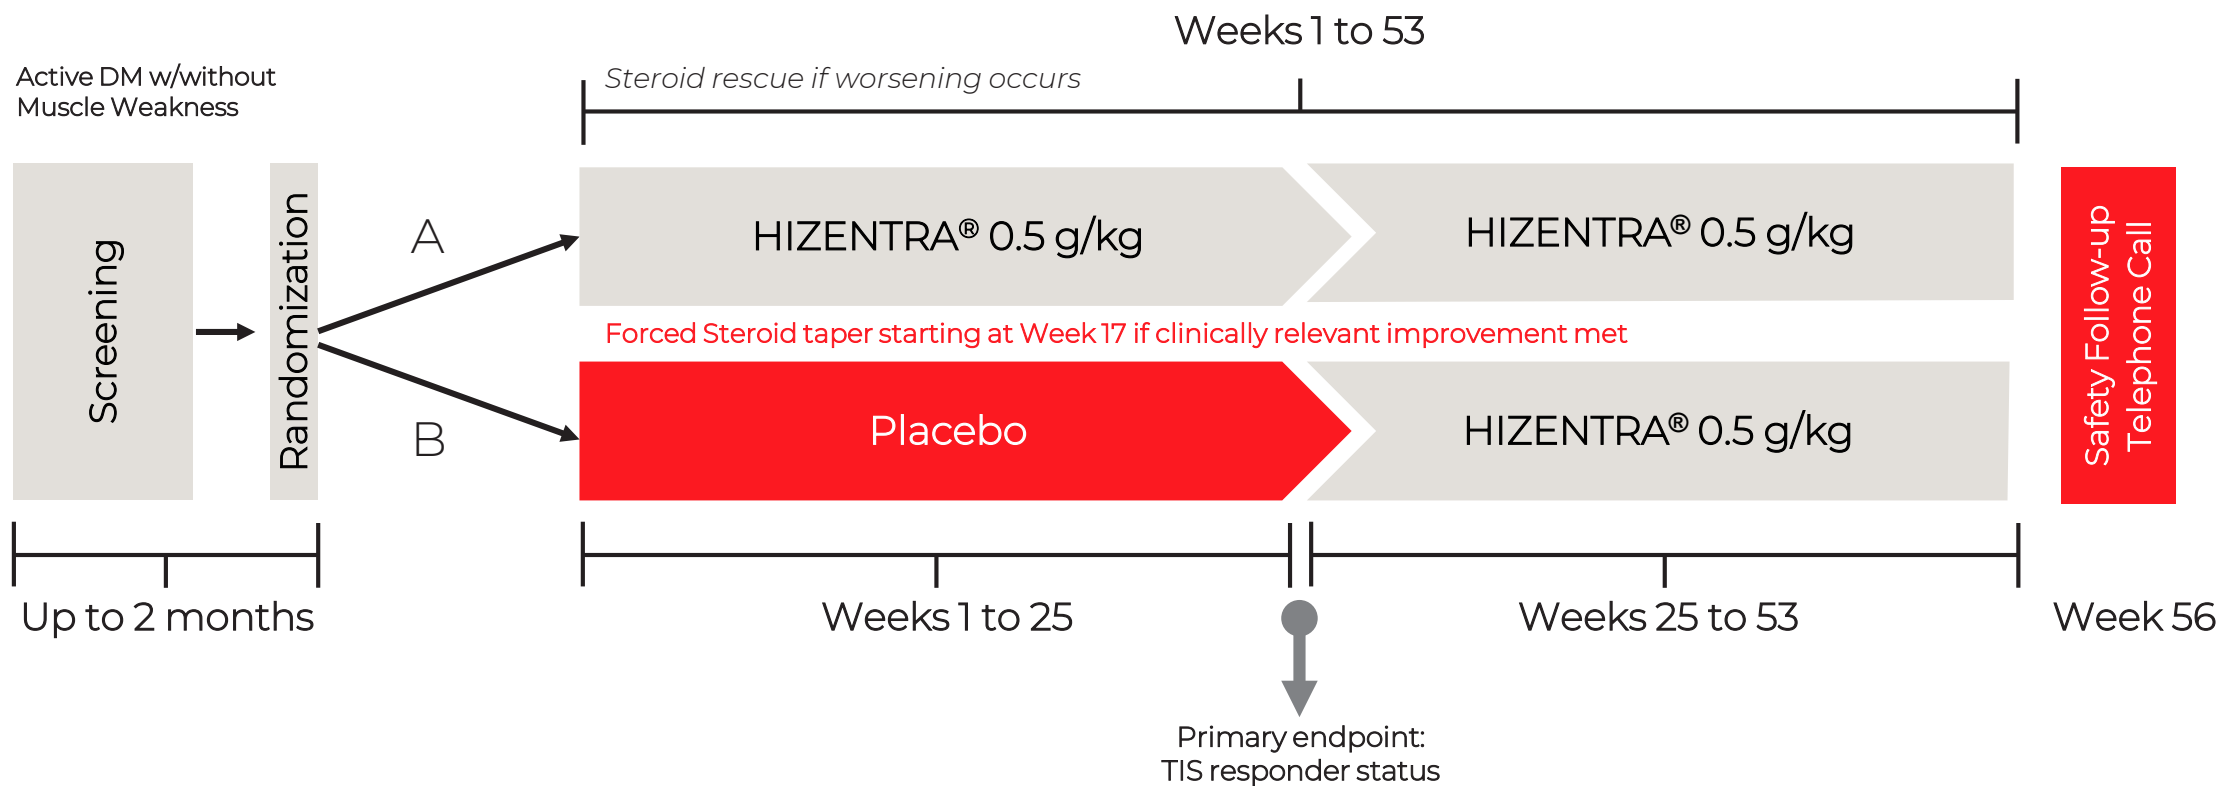 Weeks 1 to 53
Active DM w/without
Muscle Weakness
Steroid rescue if worsening occurs
Screening
Randomization
A
B
HIZENTRA® 0.5 g/kg
HIZENTRA® 0.5 g/kg
Forced Steroid taper starting at Week 17 if clinically relevant improvement met
Placebo
HIZENTRA® 0.5 g/kg
Safety Follow-up
Telephone Call
Up to 2 months
Weeks 1 to 25
Weeks 25 to 53
Week 56
Primary endpoint:
TIS responder status